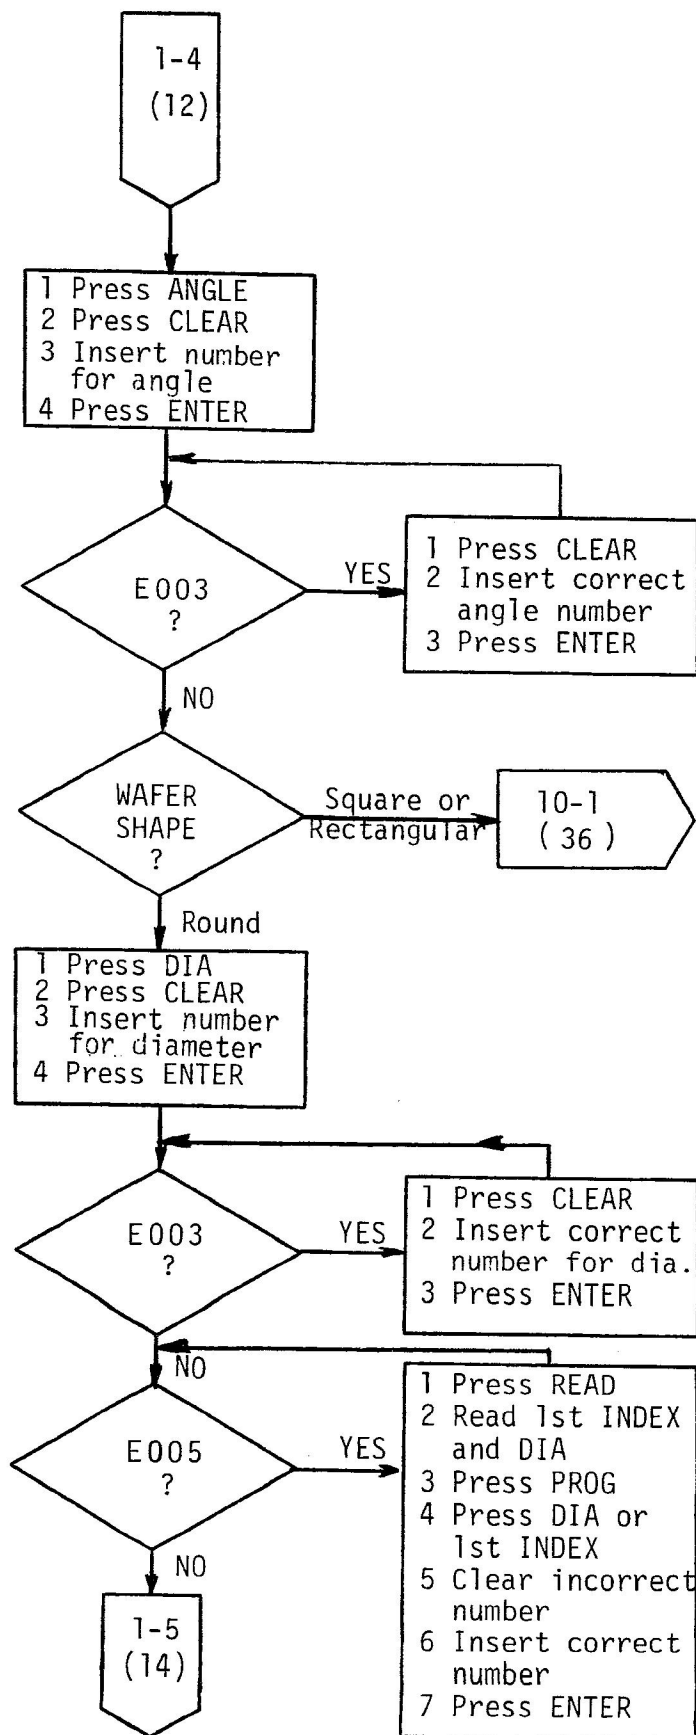 1-4
(12)
1 Press ANGLE
2 Press CLEAR
3 Insert number
for angle
4 Press ENTER
E003
?
YES
1 Press CLEAR
2 Insert correct
angle number
3 Press ENTER
NO
WAFER
SHAPE
?
Square or
Rectangular
10-1
(36)
Round
1 Press DIA
2 Press CLEAR
3 Insert number
for diameter
4 Press ENTER
E003
?
YES
1 Press CLEAR
2 Insert correct
number for dia.
3 Press ENTER
NO
E005
?
YES
1 Press READ
2 Read 1st INDEX
and DIA
3 Press PROG
4 Press DIA or
1st INDEX
5 Clear incorrect
number
6 Insert correct
number
7 Press ENTER
NO
1-5
(14)